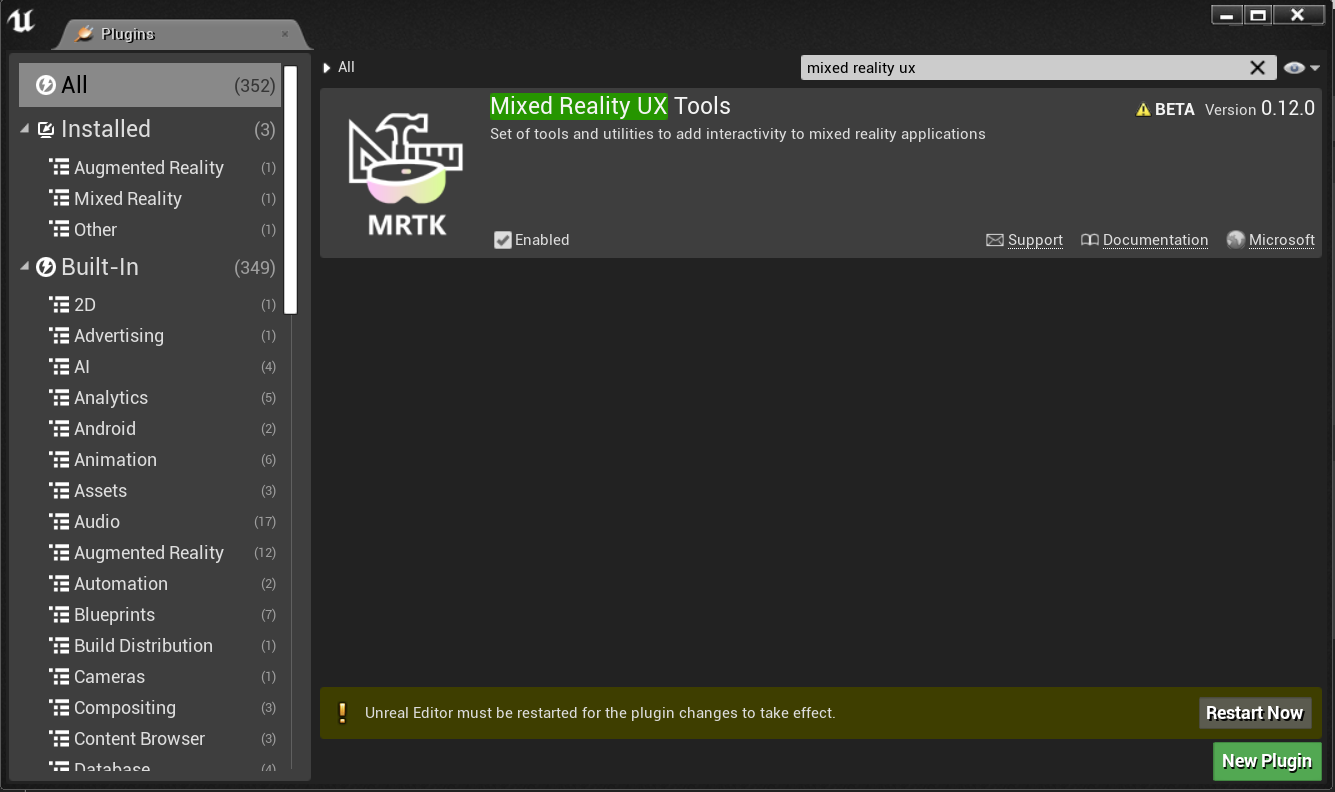 Plugins
All (352)
Installed (3)
Augmented Reality (1)
Mixed Reality (1)
Other (1)
Built-In (349)
2D (1)
Advertising (1)
AI (4)
Analytics (5)
Android (2)
Animation (6)
Assets (3)
Audio (17)
Augmented Reality (12)
Automation (2)
Blueprints (7)
Build Distribution (1)
Cameras (1)
Compositing (3)
Content Browser (3)
Database (4)
All
mixed reality ux
Mixed Reality UX Tools
BETA Version 0.12.0
Set of tools and utilities to add interactivity to mixed reality applications
MRTK
Enabled
Support Documentation Microsoft
Unreal Editor must be restarted for the plugin changes to take effect.
Restart Now
New Plugin